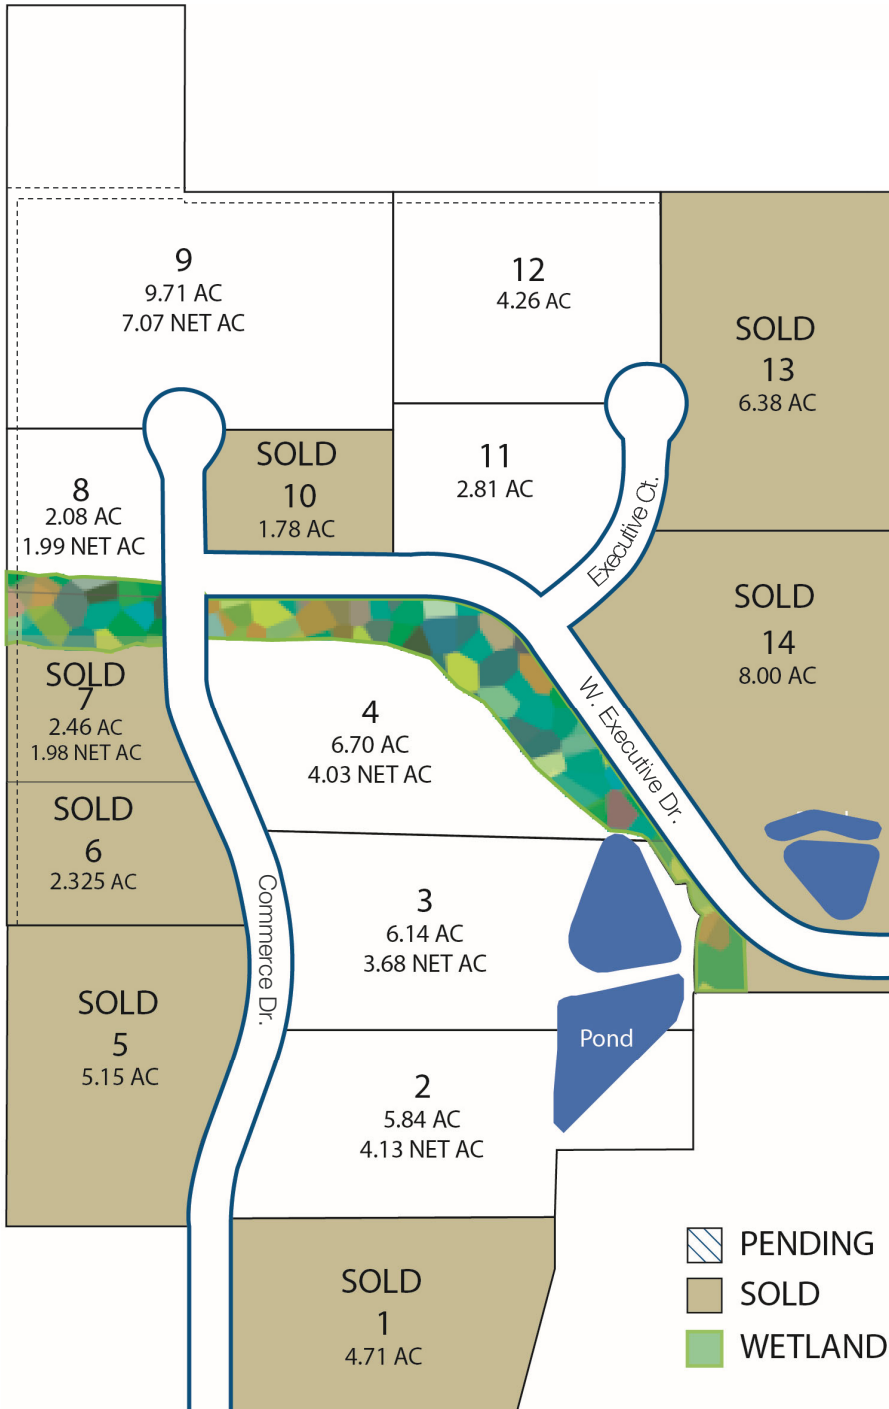 9
9.71 AC
7.07 NET AC
12
4.26 AC
SOLD
13
6.38 AC
SOLD
10
1.78 AC
11
2.81 AC
8
2.08 AC
1.99 NET AC
Executive Ct.
SOLD
14
8.00 AC
SOLD
7
2.46 AC
1.98 NET AC
4
6.70 AC
4.03 NET AC
W. Executive Dr.
SOLD
6
2.325 AC
Commerce Dr.
3
6.14 AC
3.68 NET AC
SOLD
5
5.15 AC
Pond
2
5.84 AC
4.13 NET AC
SOLD
1
4.71 AC
PENDING
SOLD
WETLAND